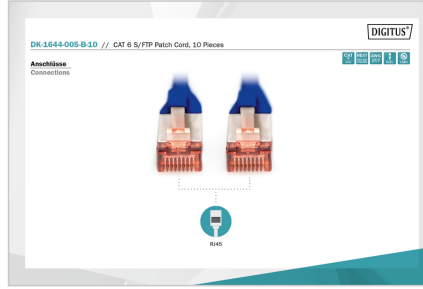 DIGITUS®
DK-1644-005-B-10 // CAT 6 S/FTP Patch Cord, 10 Pieces
Anschlüsse
Connections
RJ45